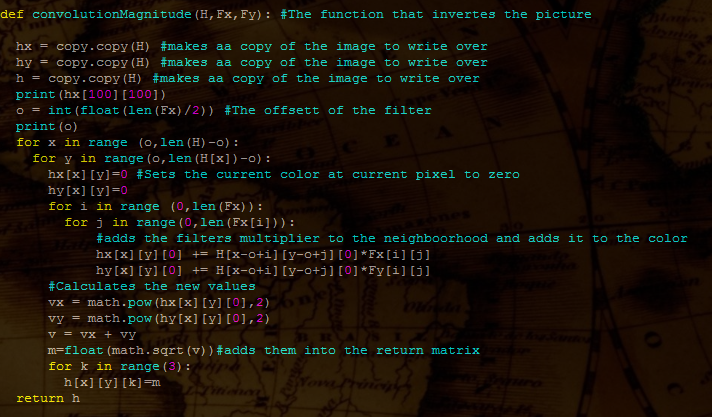 def convolutionMagnitude(H,Fx,Fy): #The function that invertes the picture
hx = copy.copy(H) #makes aa copy of the image to write over
hy = copy.copy(H) #makes aa copy of the image to write over
h = copy.copy(H) #makes aa copy of the image to write over
print(hx[100][100])
o = int(float(len(Fx)/2)) #The offsett of the filter
print(o)
for x in range (o,len(H)-o):
for y in range(o,len(H[x])-o):
hx[x][y]=0 #Sets the current color at current pixel to zero
hy[x][y]=0
for i in range (0,len(Fx)):
for j in range(0,len(Fx[i])):
#adds the filters multiplier to the neighboorhood and adds it to the color
hx[x][y][0] += H[x-o+i][y-o+j][0]*Fx[i][j]
hy[x][y][0] += H[x-o+i][y-o+j][0]*Fy[i][j]
#Calculates the new values
vx = math.pow(hx[x][y][0],2)
vy = math.pow(hy[x][y][0],2)
v = vx + vy
m=float(math.sqrt(v))#adds them into the return matrix
for k in range(3):
h[x][y][k]=m
return h